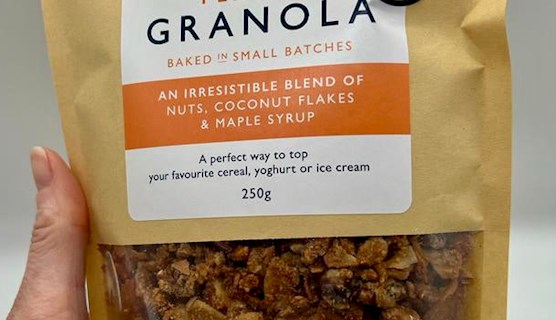 GRANOLA
BAKED IN SMALL BATCHES
AN IRRESISTIBLE BLEND OF
NUTS, COCONUT FLAKES
& MAPLE SYRUP
A perfect way to top
your favourite cereal, yoghurt or ice cream
250g